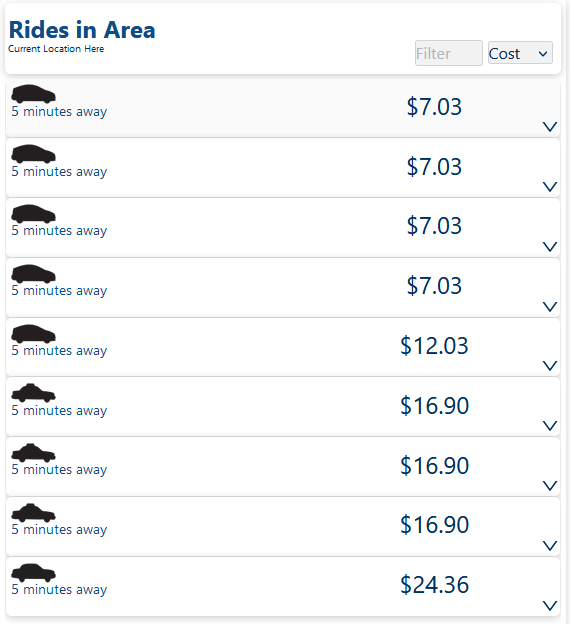 Rides in Area
Current Location Here
Filter
Cost
5 minutes away
$7.03
5 minutes away
$7.03
5 minutes away
$7.03
5 minutes away
$7.03
5 minutes away
$12.03
5 minutes away
$16.90
5 minutes away
$16.90
5 minutes away
$16.90
5 minutes away
$24.36